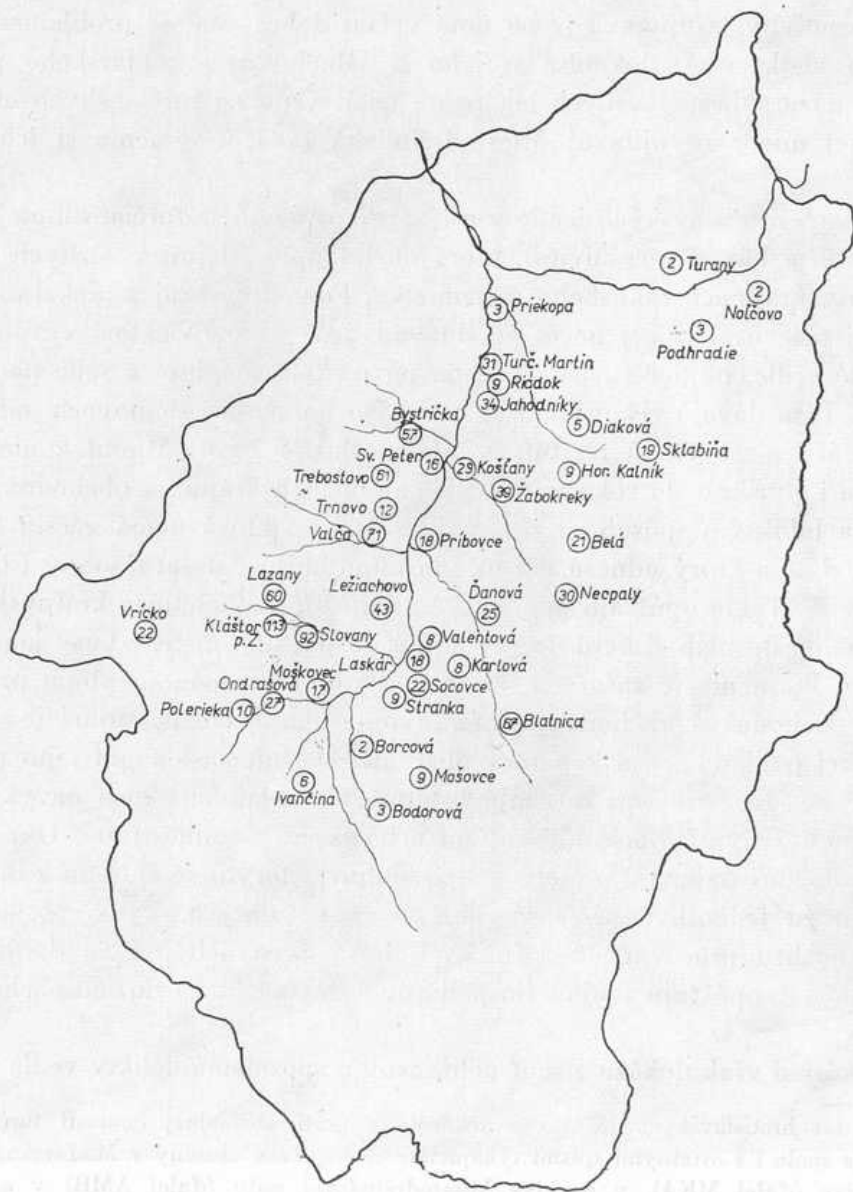 2 Turany
2
Nolčovo
3 Priekopa
3
Podhradie
31 Turč. Martin
9 Riadok
34 Jahodníky
Bystrička
57
5 Diaková
19 Sklabiňa
Sv. Peter
16
23 Košťany
9 Hor. Kalník
Trebostovo
61
39 Žabokreky
Trnovo
12
Valča
71
18 Príbovce
21 Belá
Lazany
60
Ležiachovo
43
Ďanová
25
30 Necpaly
Vrícko
22
Kláštor
p. Z.
113
92 Slovany
8 Valentová
Laskár
18
8 Karlová
Moškovec
17
22 Socovce
9 Stranka
Ondrašová
27
Polerieka 10
67 Blatnica
2 Borcová
6
Ivančina
9 Mošovce
3 Bodorová